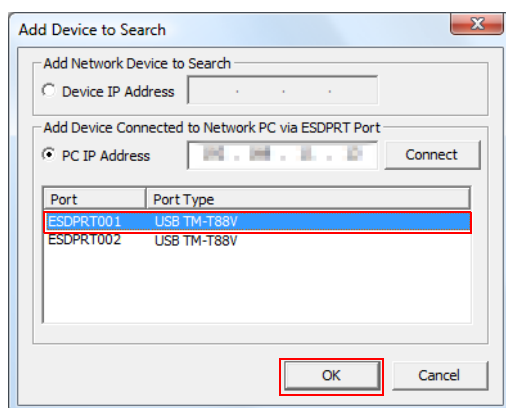 Add Device to Search
Add Network Device to Search
Device IP Address . . .
Add Device Connected to Network PC via ESDPRT Port
PC IP Address . . . Connect
Port Port Type
ESDPRT001 USB TM-T88V
ESDPRT002 USB TM-T88V
OK Cancel